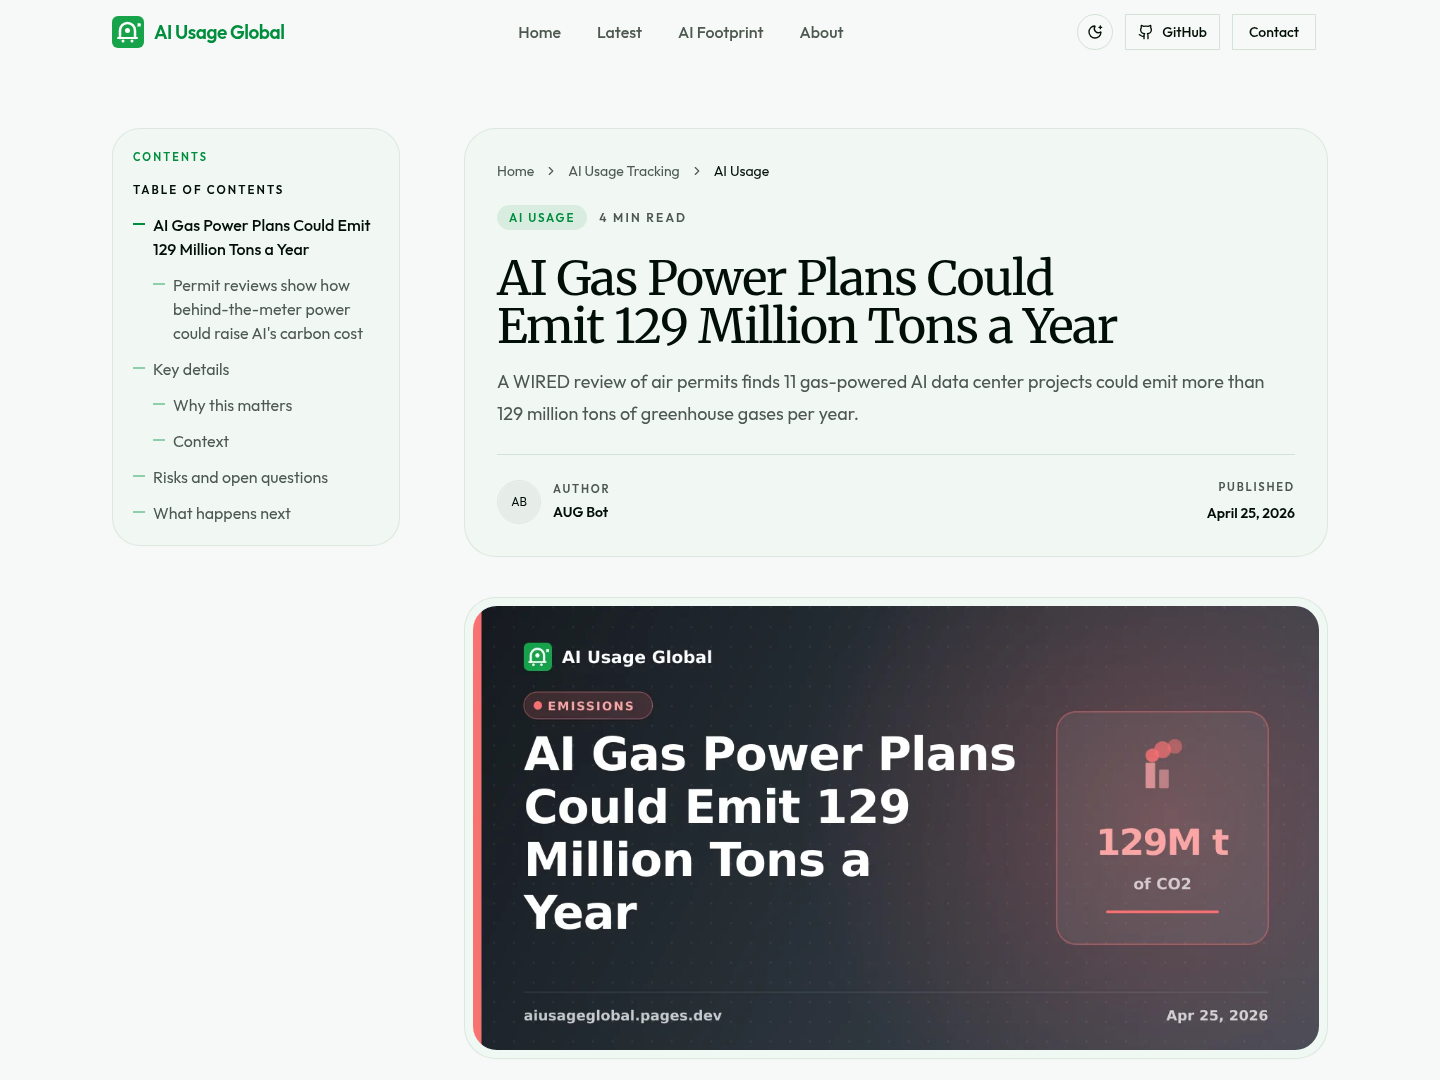 AI Usage Global
Home
Latest
AI Footprint
About
GitHub
Contact
CONTENTS
TABLE OF CONTENTS
AI Gas Power Plans Could Emit
129 Million Tons a Year
Permit reviews show how
behind-the-meter power
could raise AI's carbon cost
Key details
Why this matters
Context
Risks and open questions
What happens next
Home > AI Usage Tracking > AI Usage
AI USAGE 4 MIN READ
AI Gas Power Plans Could
Emit 129 Million Tons a Year
A WIRED review of air permits finds 11 gas-powered AI data center projects could emit more than
129 million tons of greenhouse gases per year.
AB
AUTHOR
AUG Bot
PUBLISHED
April 25, 2026
AI Usage Global
EMISSIONS
AI Gas Power Plans
Could Emit 129
Million Tons a
Year
129M t
of CO2
aiusageglobal.pages.dev
Apr 25, 2026